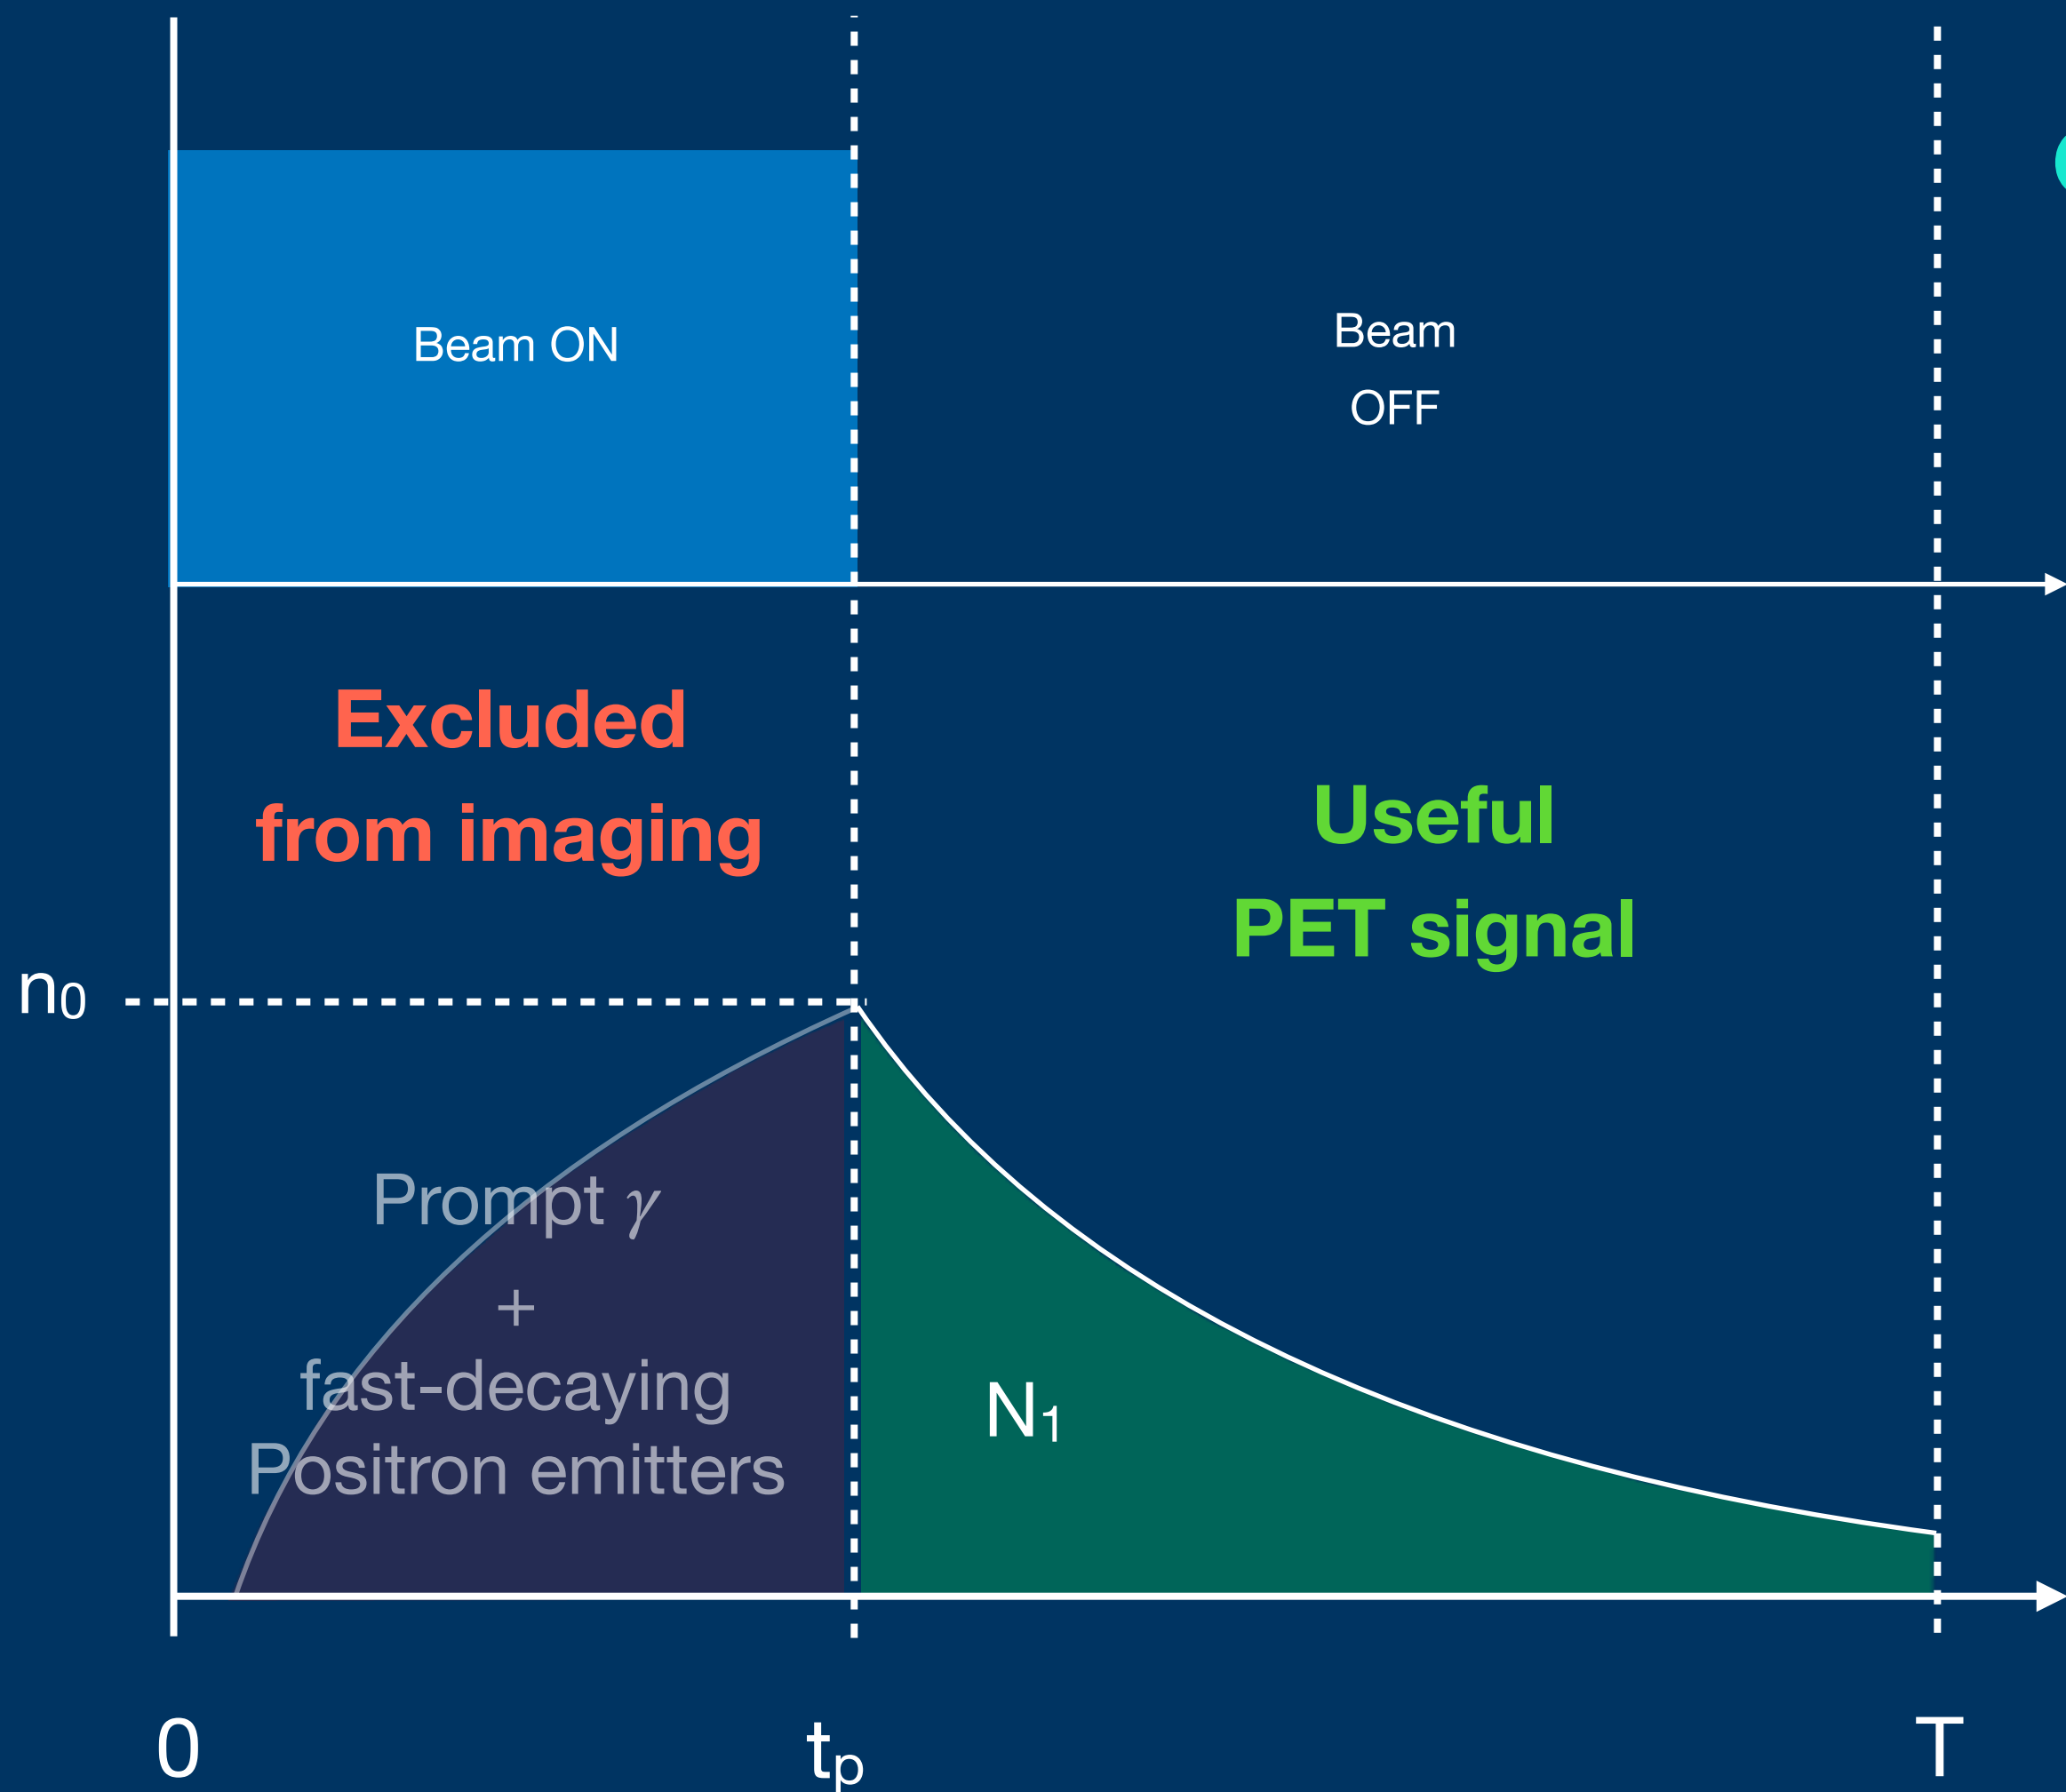 Beam ON
Beam
OFF
Excluded
from imaging
Useful
PET signal
n₀
Prompt γ
+
fast-decaying
Positron emitters
N₁
0
tₚ
T